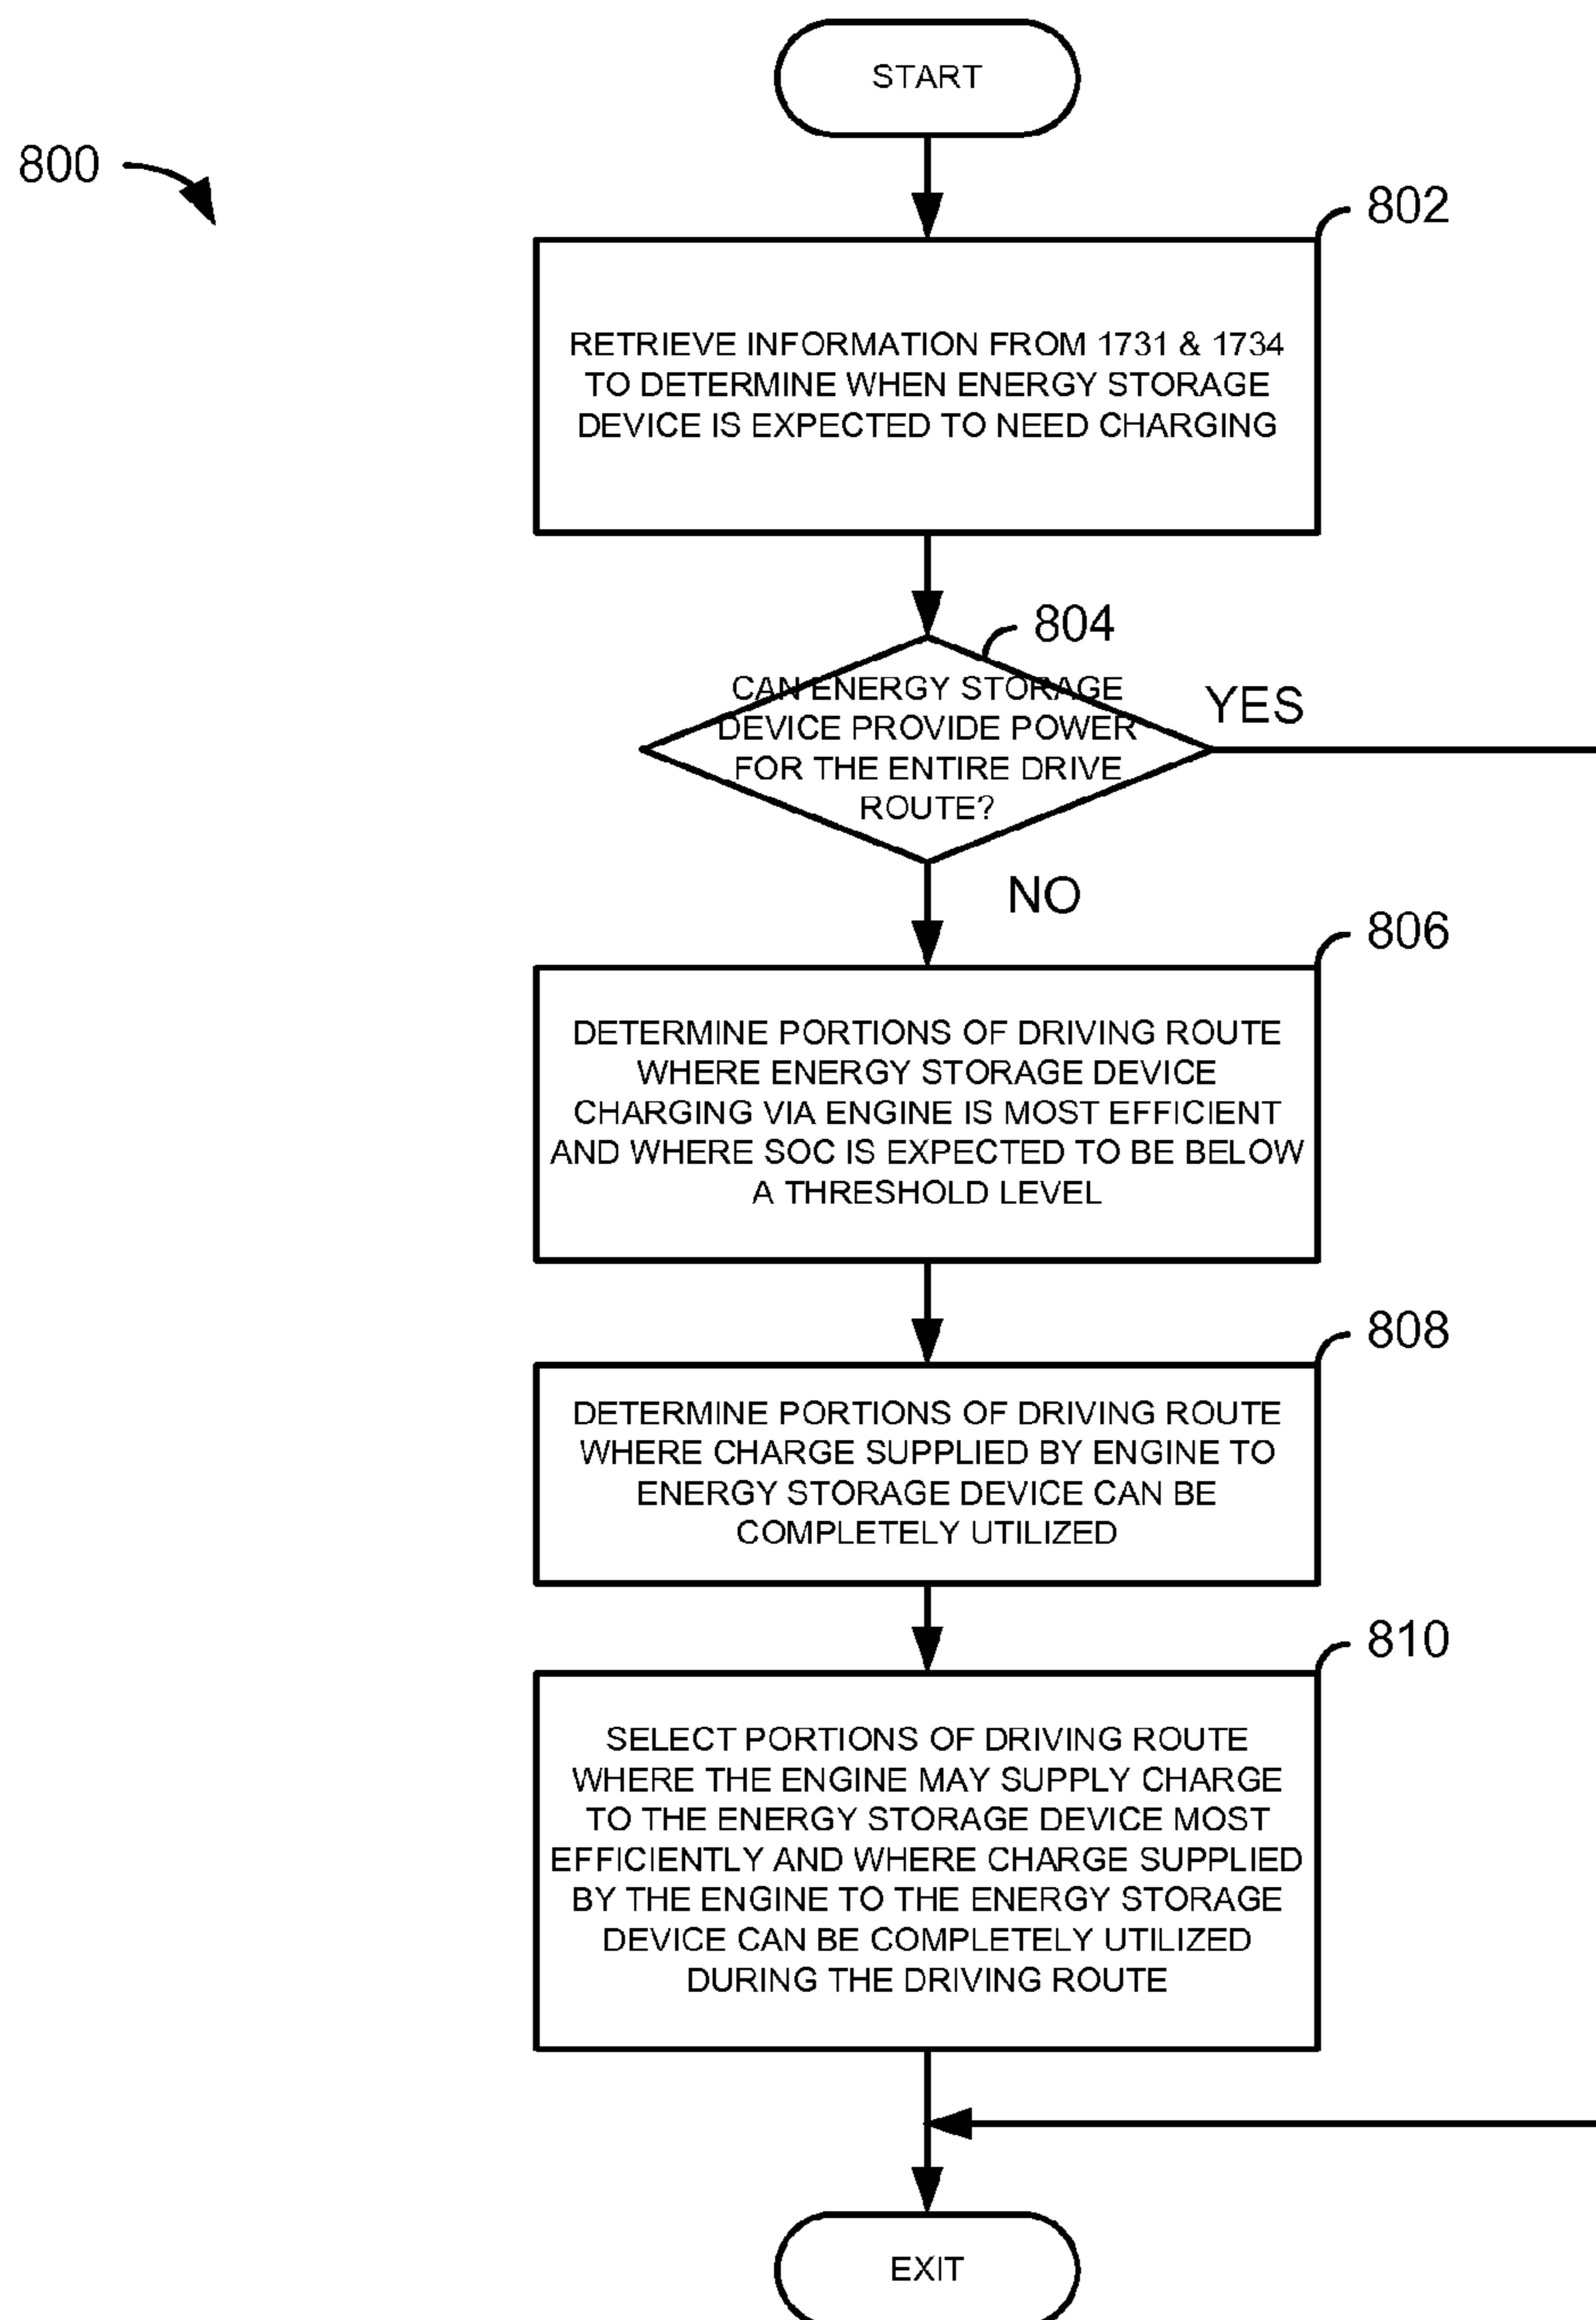 START
800
802
RETRIEVE INFORMATION FROM 1731 & 1734
TO DETERMINE WHEN ENERGY STORAGE
DEVICE IS EXPECTED TO NEED CHARGING
804
CAN ENERGY STORAGE
DEVICE PROVIDE POWER
FOR THE ENTIRE DRIVE
ROUTE?
YES
NO
806
DETERMINE PORTIONS OF DRIVING ROUTE
WHERE ENERGY STORAGE DEVICE
CHARGING VIA ENGINE IS MOST EFFICIENT
AND WHERE SOC IS EXPECTED TO BE BELOW
A THRESHOLD LEVEL
808
DETERMINE PORTIONS OF DRIVING ROUTE
WHERE CHARGE SUPPLIED BY ENGINE TO
ENERGY STORAGE DEVICE CAN BE
COMPLETELY UTILIZED
810
SELECT PORTIONS OF DRIVING ROUTE
WHERE THE ENGINE MAY SUPPLY CHARGE
TO THE ENERGY STORAGE DEVICE MOST
EFFICIENTLY AND WHERE CHARGE SUPPLIED
BY THE ENGINE TO THE ENERGY STORAGE
DEVICE CAN BE COMPLETELY UTILIZED
DURING THE DRIVING ROUTE
EXIT